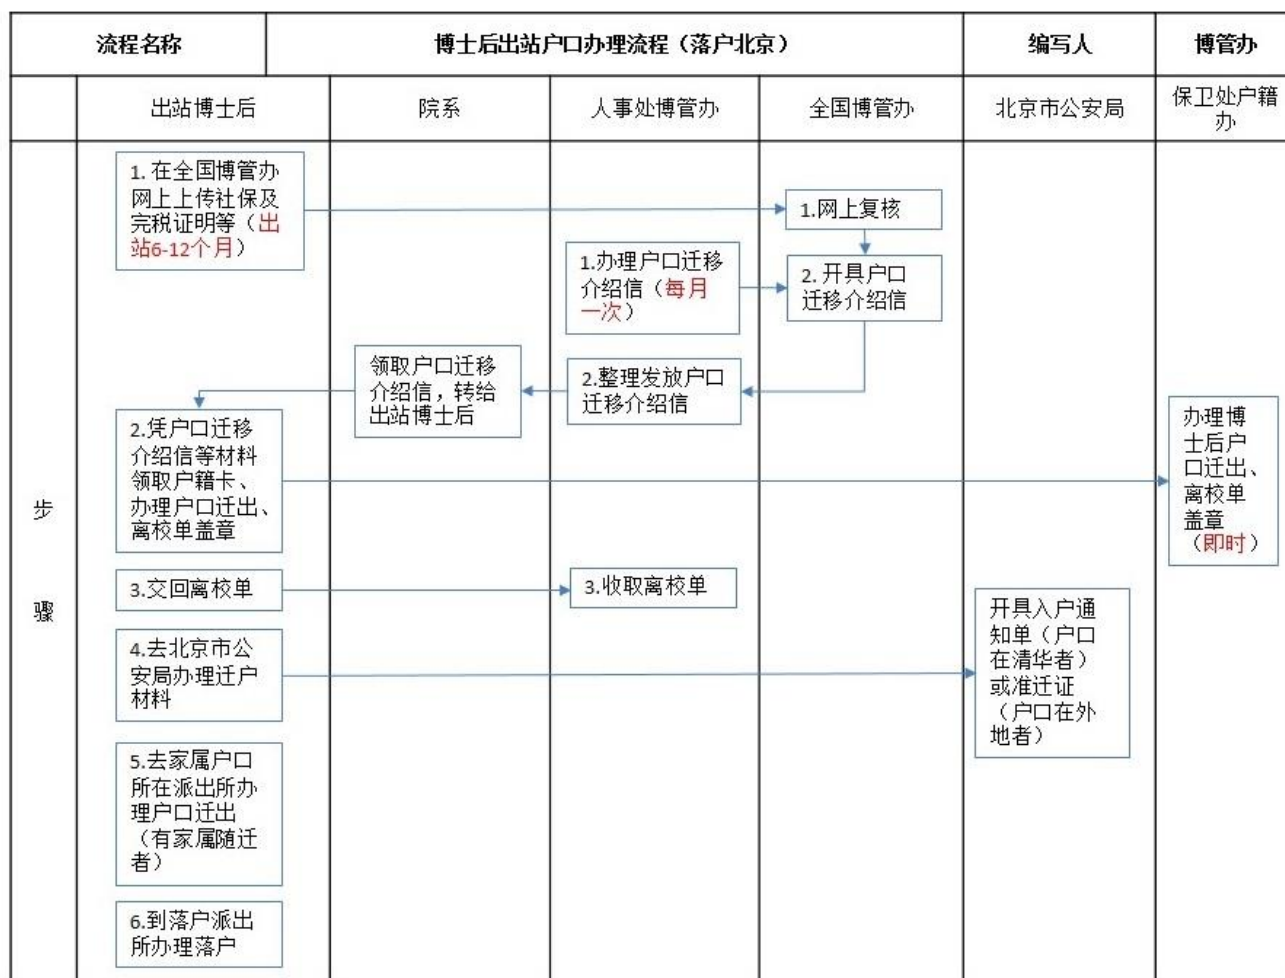 流程名称
博士后出站户口办理流程（落户北京）
编写人
博管办
出站博士后
院系
人事处博管办
全国博管办
北京市公安局
保卫处户籍
办
步
骤
1. 在全国博管办
网上上传社保及
完税证明等（出
站6-12个月）
1.网上复核
1.办理户口迁移
介绍信（每月
一次）
2. 开具户口
迁移介绍信
领取户口迁移
介绍信，转给
出站博士后
2.整理发放户口
迁移介绍信
2.凭户口迁移
介绍信等材料
领取户籍卡、
办理户口迁出、
离校单盖章
办理博
士后户
口迁出、
离校单
盖章
（即时）
3.交回离校单
3.收取离校单
4.去北京市公
安局办理迁户
材料
开具入户通
知单（户口
在清华者）
或准迁证
（户口在外
地者）
5.去家属户口
所在派出所办
理户口迁出
（有家属随迁
者）
6.到落户派出
所办理落户